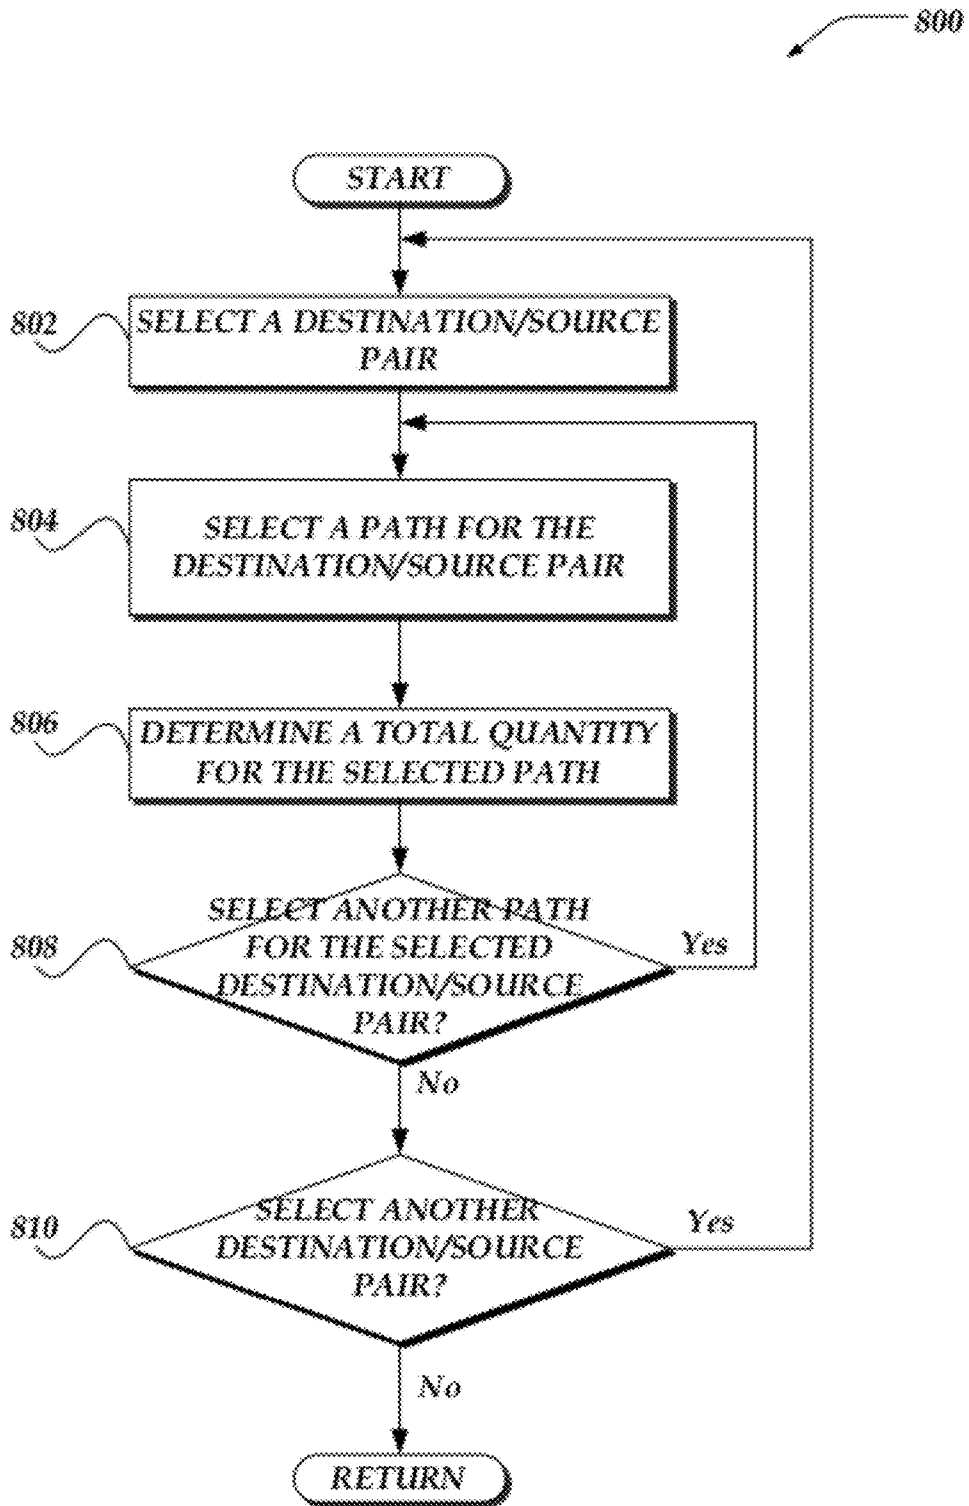 800
START
802
SELECT A DESTINATION/SOURCE
PAIR
804
SELECT A PATH FOR THE
DESTINATION/SOURCE PAIR
806
DETERMINE A TOTAL QUANTITY
FOR THE SELECTED PATH
808
SELECT ANOTHER PATH
FOR THE SELECTED
DESTINATION/SOURCE
PAIR?
Yes
No
810
SELECT ANOTHER
DESTINATION/SOURCE
PAIR?
Yes
No
RETURN